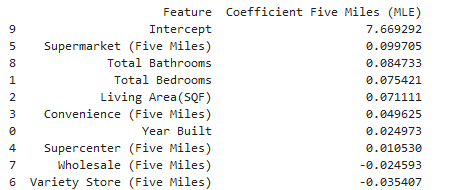 Feature Coefficient Five Miles (MLE)
9 Intercept 7.669292
5 Supermarket (Five Miles) 0.099705
8 Total Bathrooms 0.084733
1 Total Bedrooms 0.075421
2 Living Area(SQF) 0.071111
3 Convenience (Five Miles) 0.049625
0 Year Built 0.024973
4 Supercenter (Five Miles) 0.010530
7 Wholesale (Five Miles) -0.024593
6 Variety Store (Five Miles) -0.035407